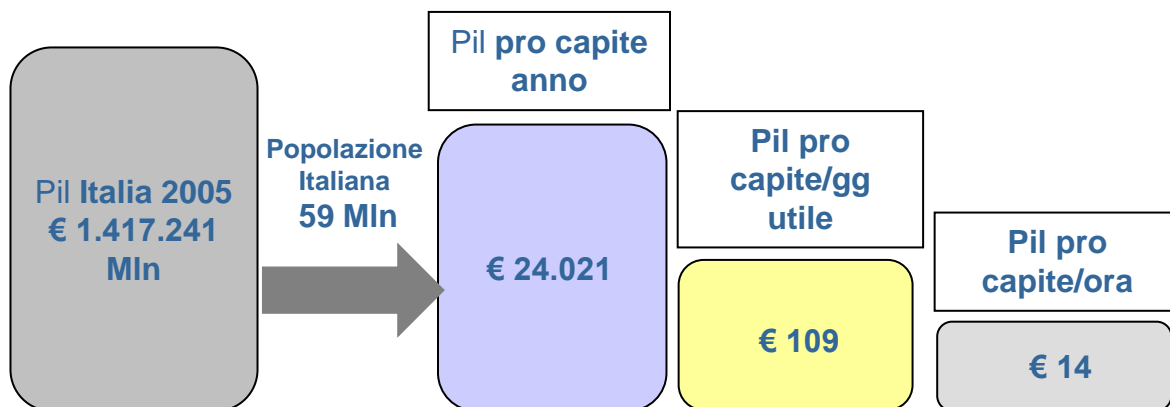 Pil Italia 2005
€ 1.417.241
Mln
Popolazione
Italiana
59 Mln
Pil pro capite
anno
€ 24.021
Pil pro
capite/gg
utile
€ 109
Pil pro
capite/ora
€ 14